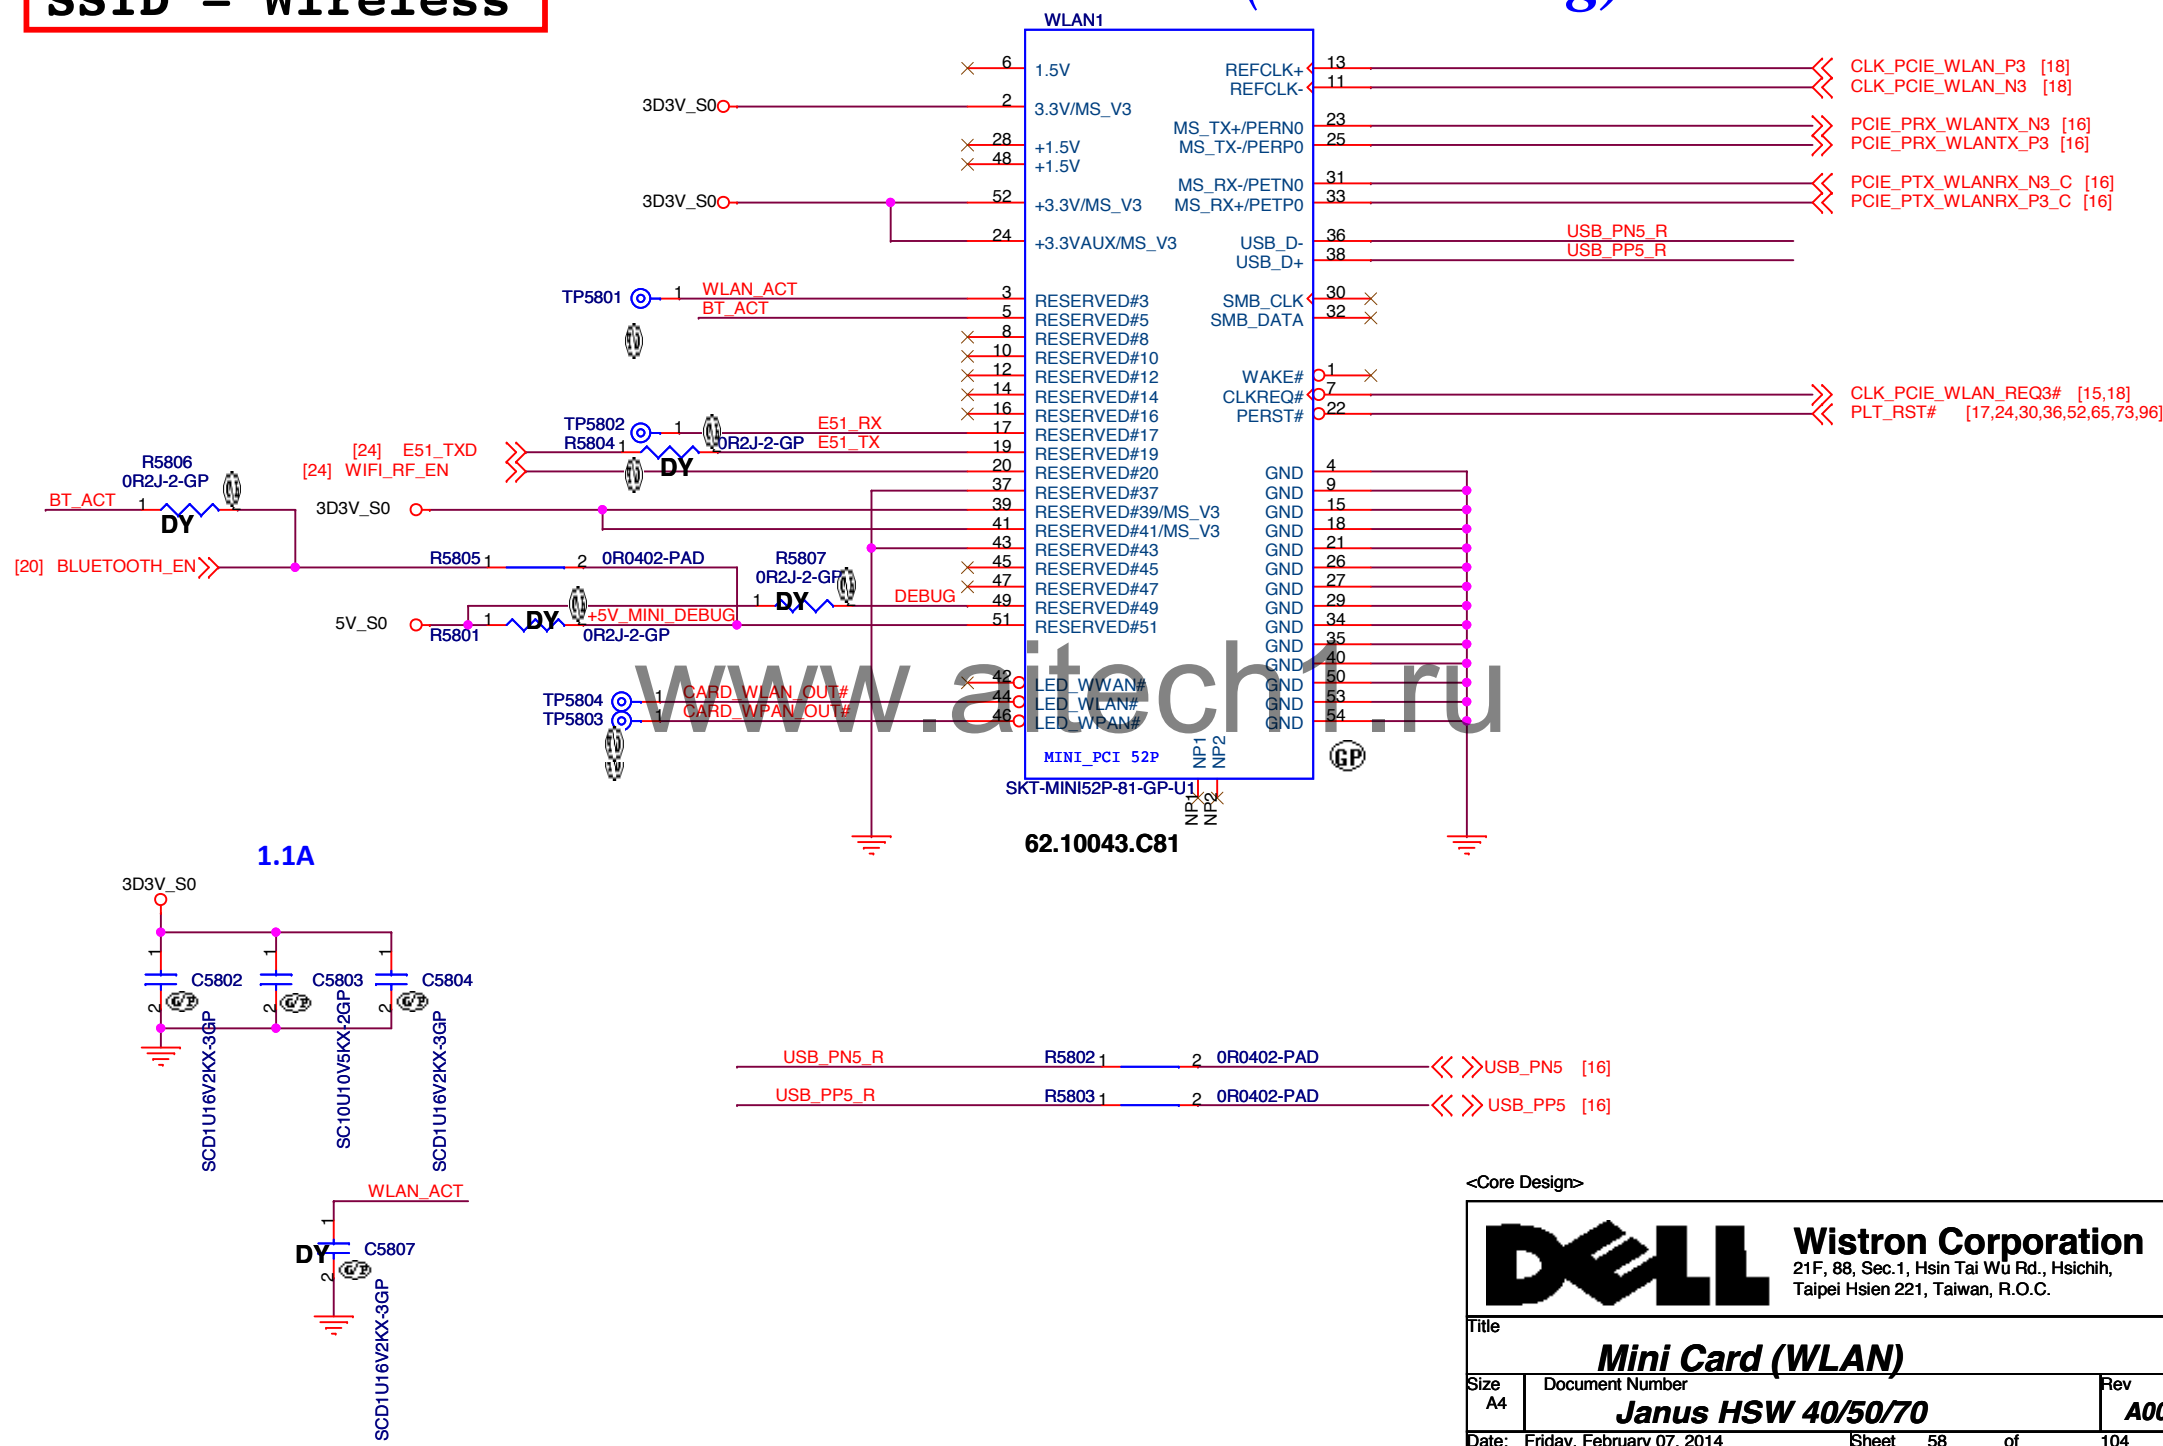 SSID = Wireless
WLAN1
6 1.5V
2 3.3V/MS_V3
3D3V_S0
28 +1.5V
48 +1.5V
3D3V_S0
52 +3.3V/MS_V3
24 +3.3VAUX/MS_V3
TP5801 1 WLAN_ACT 3 RESERVED#3
BT_ACT 5 RESERVED#5
8 RESERVED#8
10 RESERVED#10
12 RESERVED#12
14 RESERVED#14
16 RESERVED#16
TP5802 1 E51_RX 17 RESERVED#17
[24] E51_TXD R5804 1 0R2J-2-GP E51_TX 19 RESERVED#19
DY
[24] WIFI_RF_EN 20 RESERVED#20
37 RESERVED#37
3D3V_S0 39 RESERVED#39/MS_V3
41 RESERVED#41/MS_V3
43 RESERVED#43
45 RESERVED#45
47 RESERVED#47
DEBUG 49 RESERVED#49
51 RESERVED#51
42 LED_WWAN#
TP5804 1 CARD_WLAN_OUT# 44 LED_WLAN#
TP5803 1 CARD_WPAN_OUT# 46 LED_WPAN#
R5806
0R2J-2-GP
BT_ACT 1
DY
[20] BLUETOOTH_EN R5805 1 2 0R0402-PAD
R5807
0R2J-2-GP
1 DY
5V_S0 R5801 1 DY +5V_MINI_DEBUG
0R2J-2-GP
REFCLK+ 13 CLK_PCIE_WLAN_P3 [18]
REFCLK- 11 CLK_PCIE_WLAN_N3 [18]
MS_TX+/PERN0 23 PCIE_PRX_WLANTX_N3 [16]
MS_TX-/PERP0 25 PCIE_PRX_WLANTX_P3 [16]
MS_RX-/PETN0 31 PCIE_PTX_WLANRX_N3_C [16]
MS_RX+/PETP0 33 PCIE_PTX_WLANRX_P3_C [16]
USB_D- 36 USB_PN5_R
USB_D+ 38 USB_PP5_R
SMB_CLK 30
SMB_DATA 32
WAKE# 1
CLKREQ# 7 CLK_PCIE_WLAN_REQ3# [15,18]
PERST# 22 PLT_RST# [17,24,30,36,52,65,73,96]
GND 4
GND 9
GND 15
GND 18
GND 21
GND 26
GND 27
GND 29
GND 34
GND 35
GND 40
GND 50
GND 53
GND 54
www.aitech1.ru
MINI_PCI 52P
NP1
NP2
GP
SKT-MINI52P-81-GP-U1
NP1
NP2
62.10043.C81
1.1A
3D3V_S0
1 2 C5802 G/P SCD1U16V2KX-3GP
1 2 C5803 G/P SC10U10V5KX-2GP
1 2 C5804 G/P SCD1U16V2KX-3GP
WLAN_ACT
1 2 DY C5807 G/P SCD1U16V2KX-3GP
USB_PN5_R R5802 1 2 0R0402-PAD USB_PN5 [16]
USB_PP5_R R5803 1 2 0R0402-PAD USB_PP5 [16]
<Core Design>
DELL
Wistron Corporation
21F, 88, Sec.1, Hsin Tai Wu Rd., Hsichih,
Taipei Hsien 221, Taiwan, R.O.C.
Title
Mini Card (WLAN)
Size Document Number Rev
A4 Janus HSW 40/50/70 A00
Date: Friday, February 07, 2014 Sheet 58 of 104